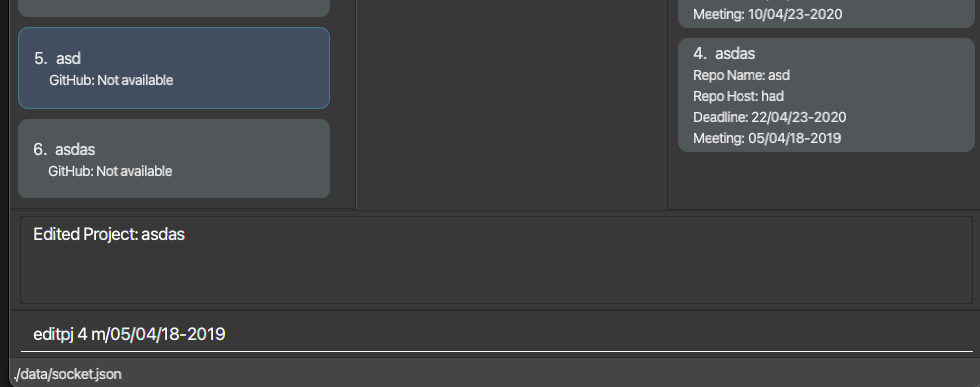 5. asd
GitHub: Not available
6. asdas
GitHub: Not available
Meeting: 10/04/23-2020
4. asdas
Repo Name: asd
Repo Host: had
Deadline: 22/04/23-2020
Meeting: 05/04/18-2019
Edited Project: asdas
editpj 4 m/05/04/18-2019
./data/socket.json